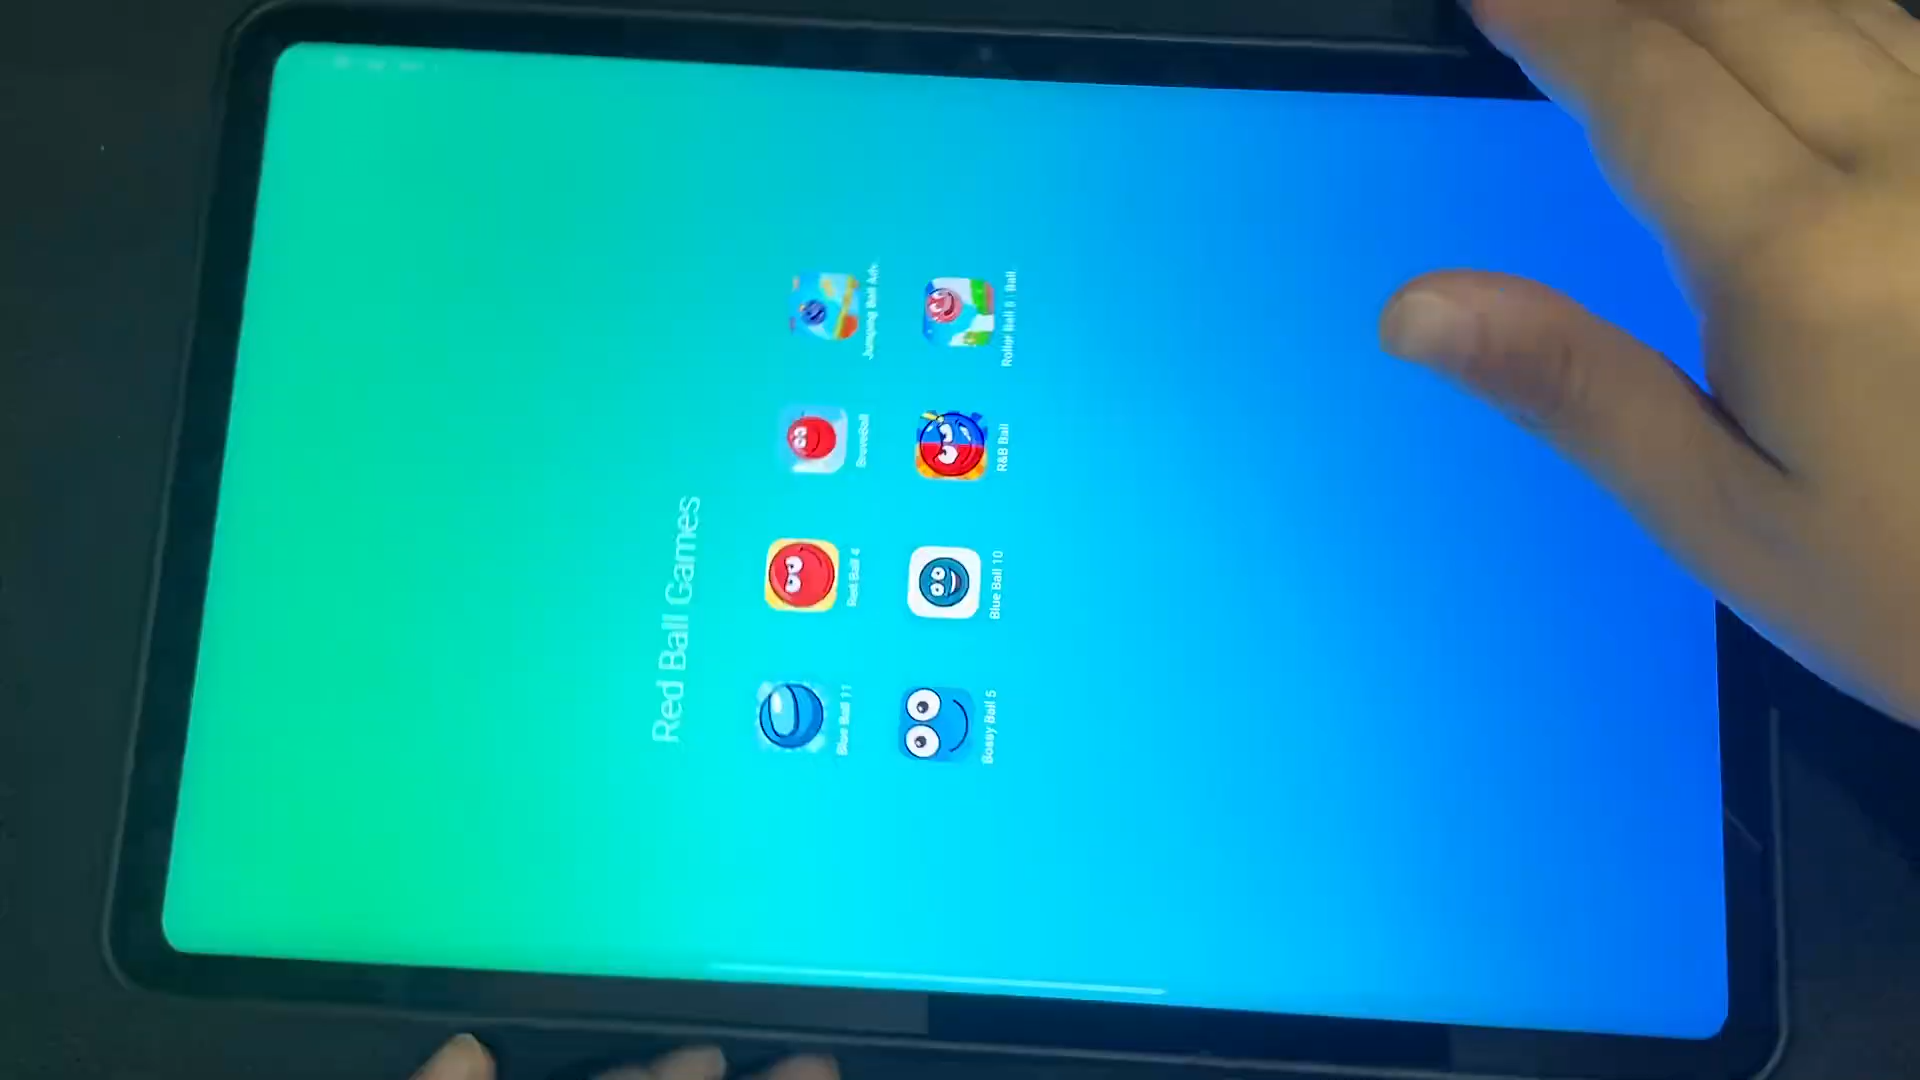 Red Ball Games
Blue Ball 11
Red Ball 4
BraveBall
Jumping Ball Adv..
Bossy Ball 5
Blue Ball 10
R&B Ball
Roller Ball 6 : Ball..